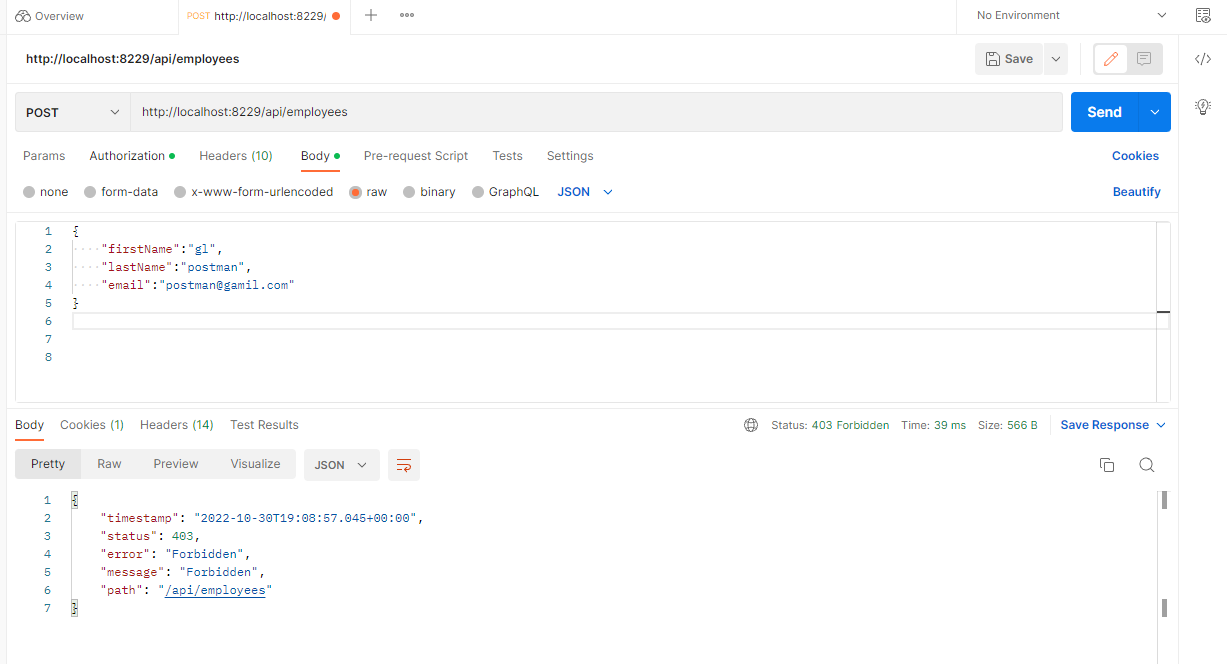 Overview
POST http://localhost:8229/
No Environment
http://localhost:8229/api/employees
Save
POST
http://localhost:8229/api/employees
Send
Params Authorization Headers (10) Body Pre-request Script Tests Settings Cookies
none form-data x-www-form-urlencoded raw binary GraphQL JSON Beautify
1 {
2 "firstName":"gl",
3 "lastName":"postman",
4 "email":"postman@gamil.com"
5 }
6
7
8
Body Cookies (1) Headers (14) Test Results Status: 403 Forbidden Time: 39 ms Size: 566 B Save Response
Pretty Raw Preview Visualize JSON
1 {
2 "timestamp": "2022-10-30T19:08:57.045+00:00",
3 "status": 403,
4 "error": "Forbidden",
5 "message": "Forbidden",
6 "path": "/api/employees"
7 }